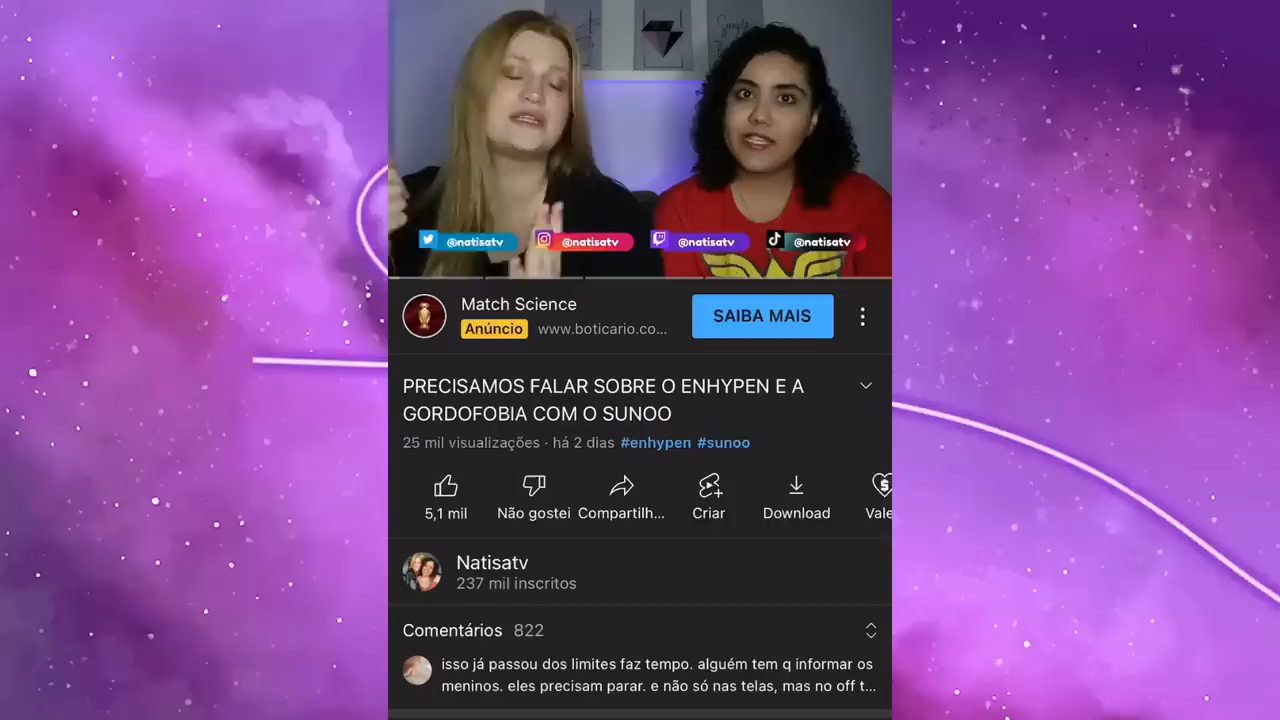 @natisatv @natisatv @natisatv @natisatv
Match Science
Anúncio www.boticario.co...
SAIBA MAIS
PRECISAMOS FALAR SOBRE O ENHYPEN E A
GORDOFOBIA COM O SUNOO
25 mil visualizações · há 2 dias #enhypen #sunoo
5,1 mil Não gostei Compartilh... Criar Download Vale
Natisatv
237 mil inscritos
Comentários 822
isso já passou dos limites faz tempo. alguém tem q informar os
meninos. eles precisam parar. e não só nas telas, mas no off t...